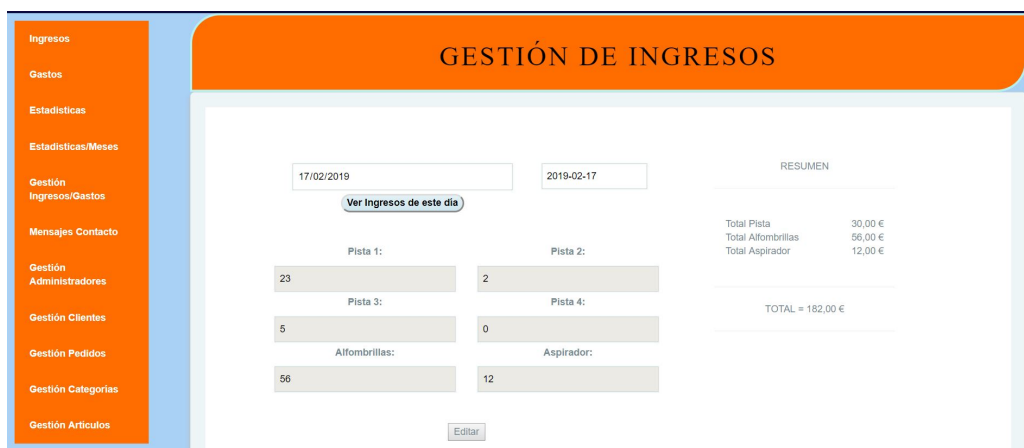 Ingresos
Gastos
Estadisticas
Estadisticas/Meses
Gestión
Ingresos/Gastos
Mensajes Contacto
Gestión
Administradores
Gestión Clientes
Gestión Pedidos
Gestión Categorias
Gestión Articulos
GESTIÓN DE INGRESOS
17/02/2019
2019-02-17
Ver Ingresos de este dia
Pista 1:
Pista 2:
23
2
Pista 3:
Pista 4:
5
0
Alfombrillas:
Aspirador:
56
12
Editar
RESUMEN
Total Pista 30,00 €
Total Alfombrillas 56,00 €
Total Aspirador 12,00 €
TOTAL = 182,00 €